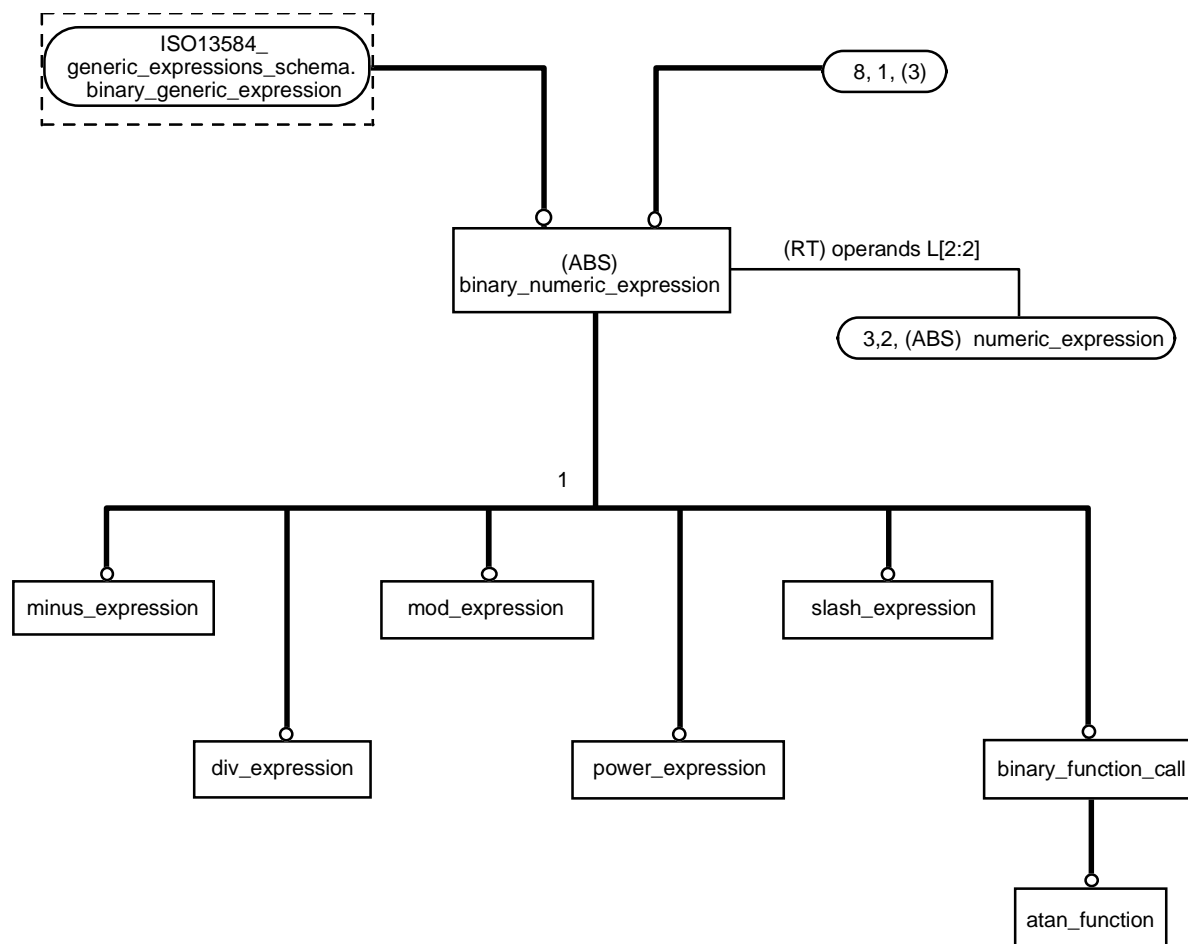 ISO13584_
generic_expressions_schema.
binary_generic_expression
8, 1, (3)
(ABS)
binary_numeric_expression
(RT) operands L[2:2]
3,2, (ABS) numeric_expression
1
minus_expression
mod_expression
slash_expression
div_expression
power_expression
binary_function_call
atan_function